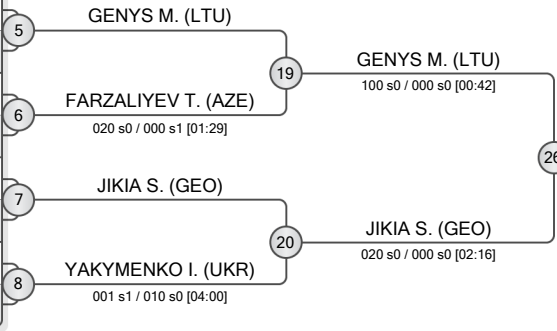 GENYS M. (LTU)
5
19
GENYS M. (LTU)
100 s0 / 000 s0 [00:42]
FARZALIYEV T. (AZE)
6
020 s0 / 000 s1 [01:29]
26
JIKIA S. (GEO)
7
20
JIKIA S. (GEO)
020 s0 / 000 s0 [02:16]
YAKYMENKO I. (UKR)
8
001 s1 / 010 s0 [04:00]